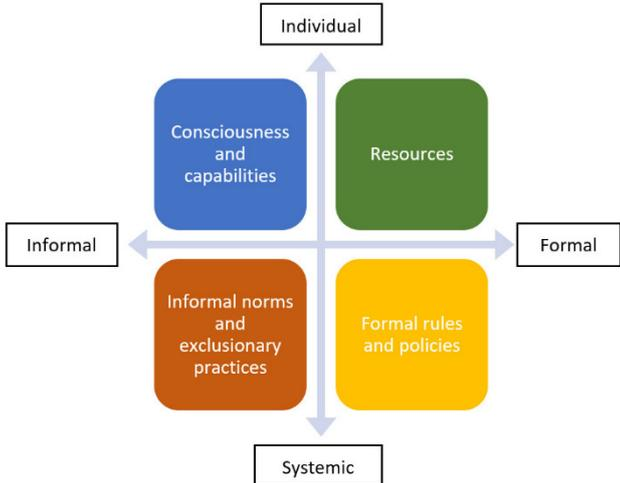 Individual
Consciousness
and
capabilities
Resources
Informal
Formal
Informal norms
and
exclusionary
practices
Formal rules
and policies
Systemic